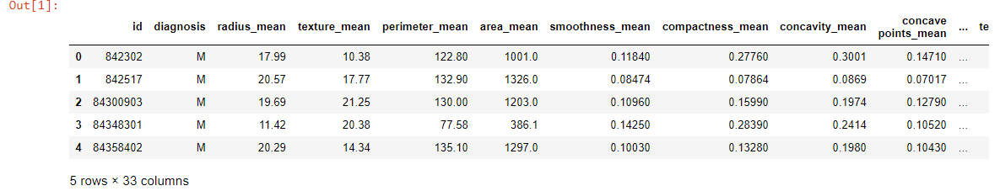 Out[1]:
id diagnosis radius_mean texture_mean perimeter_mean area_mean smoothness_mean compactness_mean concavity_mean concave points_mean ... te
0 842302 M 17.99 10.38 122.80 1001.0 0.11840 0.27760 0.3001 0.14710 ...
1 842517 M 20.57 17.77 132.90 1326.0 0.08474 0.07864 0.0869 0.07017 ...
2 84300903 M 19.69 21.25 130.00 1203.0 0.10960 0.15990 0.1974 0.12790 ...
3 84348301 M 11.42 20.38 77.58 386.1 0.14250 0.28390 0.2414 0.10520 ...
4 84358402 M 20.29 14.34 135.10 1297.0 0.10030 0.13280 0.1980 0.10430 ...
5 rows × 33 columns